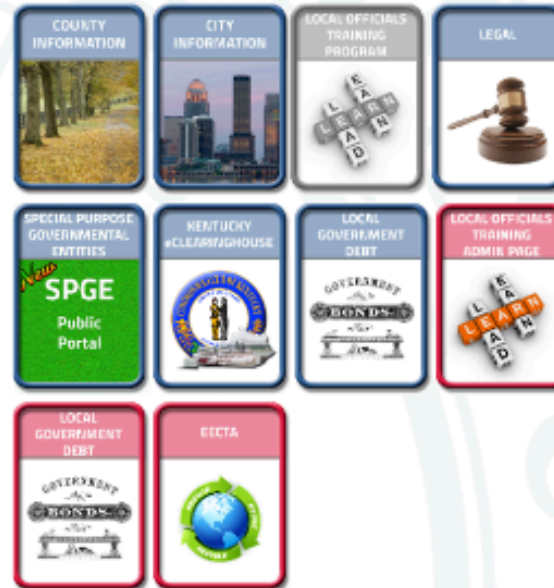 COUNTY
INFORMATION
CITY
INFORMATION
LOCAL OFFICIALS
TRAINING
PROGRAM
LEARN
LEAD
EARN
LEGAL
SPECIAL PURPOSE
GOVERNMENTAL
ENTITIES
New
SPGE
Public
Portal
KENTUCKY
eCLEARINGHOUSE
LOCAL
GOVERNMENT
DEBT
GOVERNMENT
BONDS
LOCAL OFFICIALS
TRAINING
ADMIN PAGE
LEARN
LEAD
EARN
LOCAL
GOVERNMENT
DEBT
GOVERNMENT
BONDS
EECTA